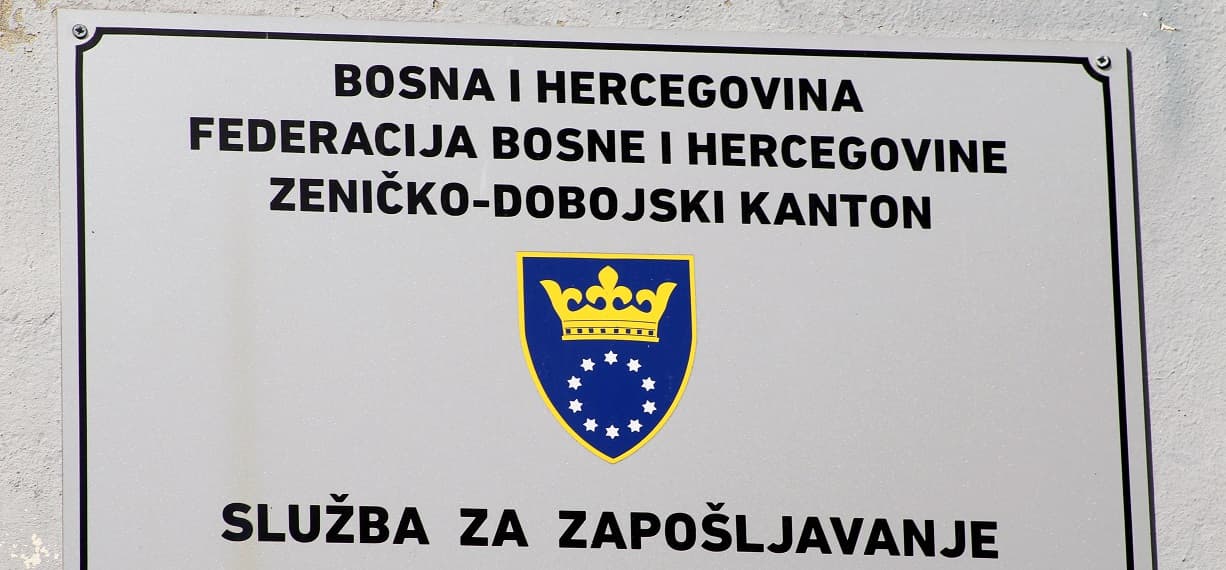 BOSNA I HERCEGOVINA
FEDERACIJA BOSNE I HERCEGOVINE
ZENIČKO-DOBOJSKI KANTON
SLUŽBA ZA ZAPOŠLJAVANJE